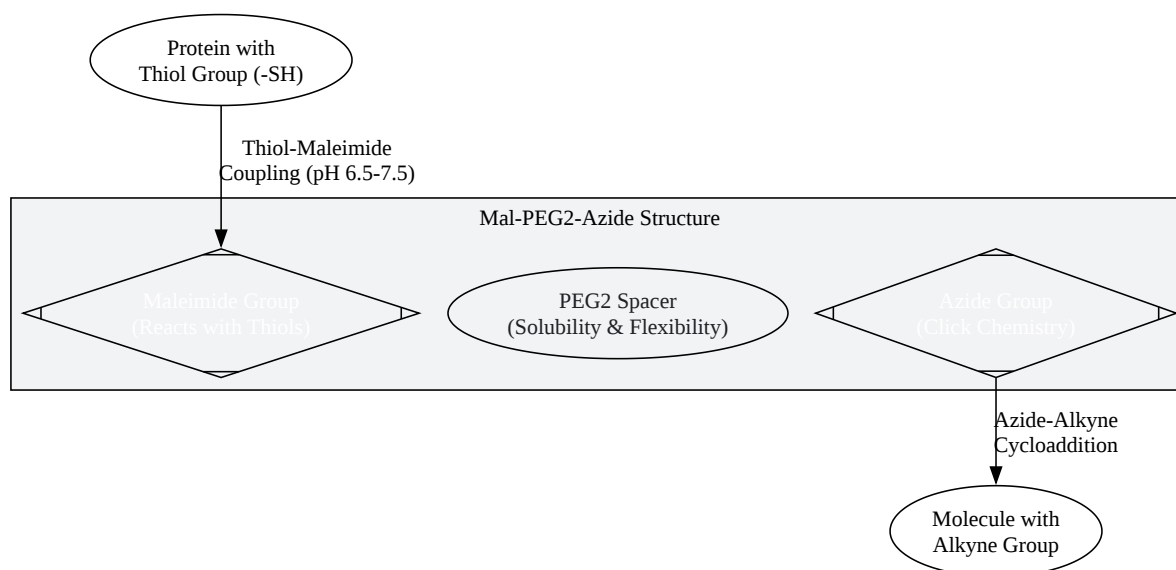 Protein with
Thiol Group (-SH)
Thiol-Maleimide
Coupling (pH 6.5-7.5)
Mal-PEG2-Azide Structure
Maleimide Group
(Reacts with Thiols)
PEG2 Spacer
(Solubility & Flexibility)
Azide Group
(Click Chemistry)
Azide-Alkyne
Cycloaddition
Molecule with
Alkyne Group